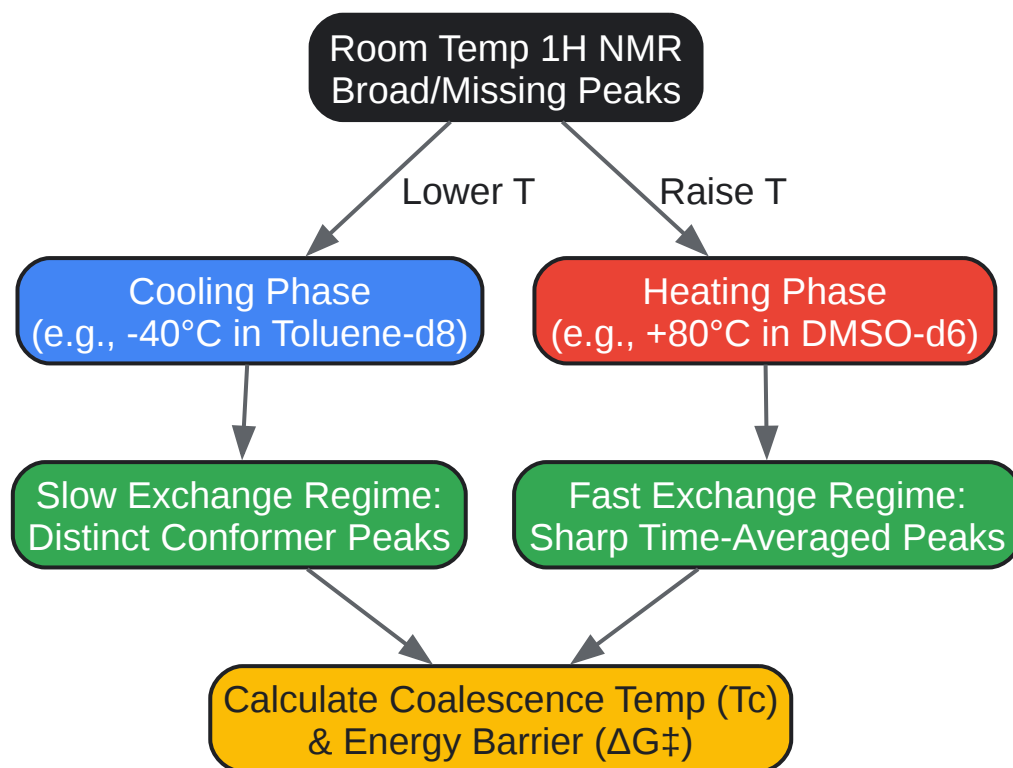 Room Temp 1H NMR
Broad/Missing Peaks
Lower T
Raise T
Cooling Phase
(e.g., -40°C in Toluene-d8)
Heating Phase
(e.g., +80°C in DMSO-d6)
Slow Exchange Regime:
Distinct Conformer Peaks
Fast Exchange Regime:
Sharp Time-Averaged Peaks
Calculate Coalescence Temp (Tc)
& Energy Barrier (ΔG‡)